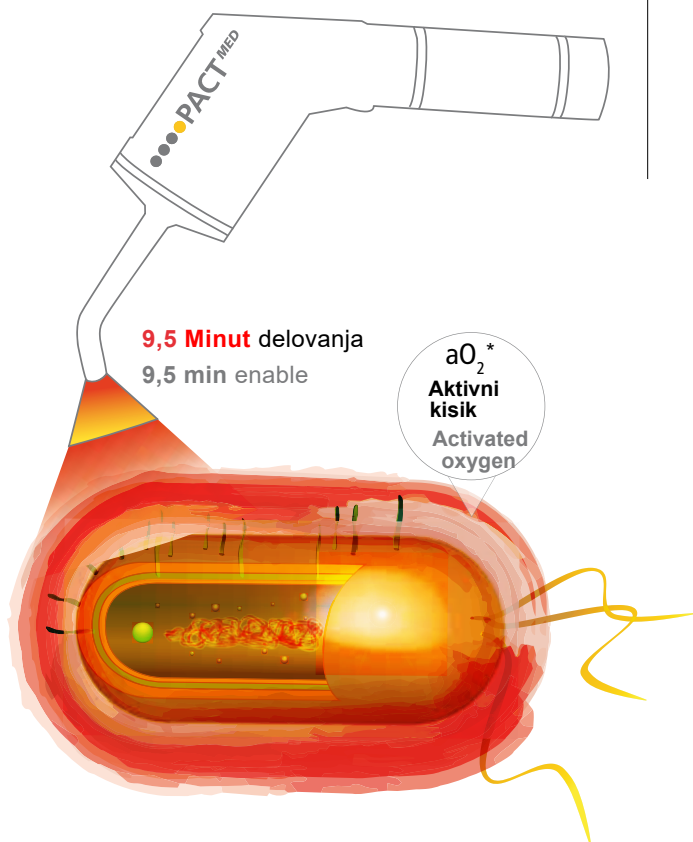 PACT MED
9,5 Minut delovanja
9,5 min enable
aO₂*
Aktivni
kisik
Activated
oxygen